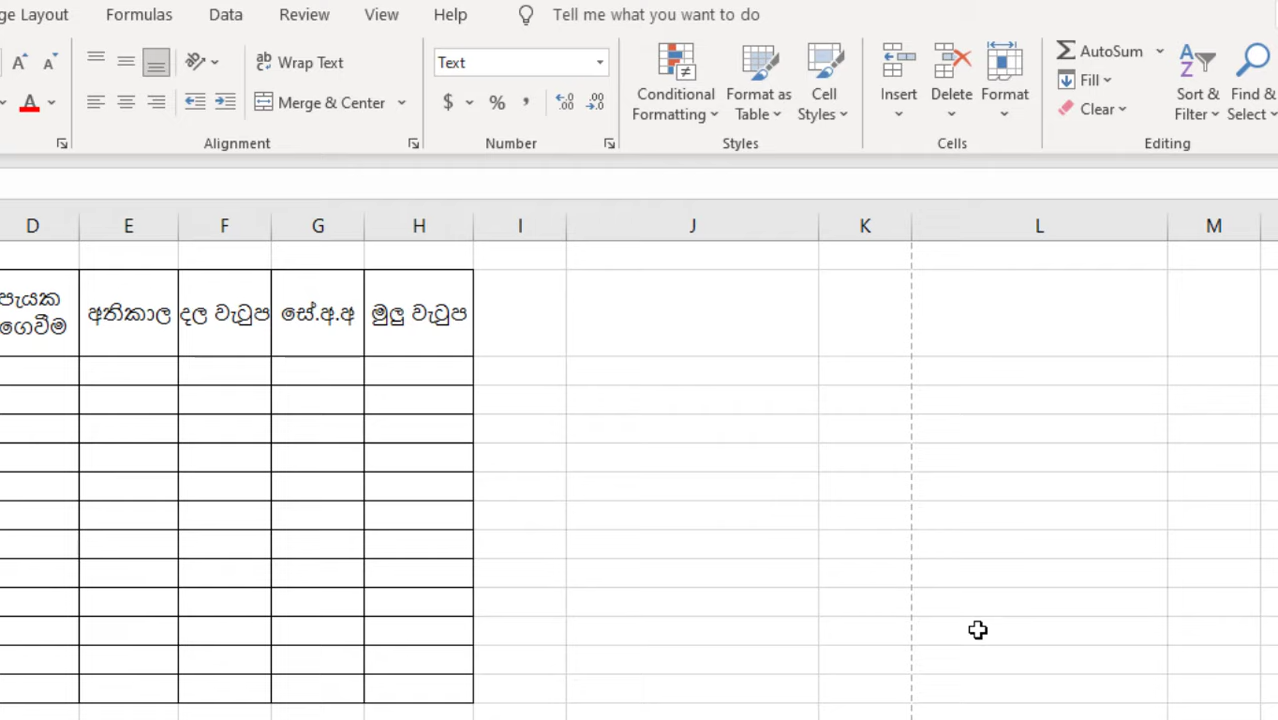 ge Layout Formulas Data Review View Help Tell me what you want to do
Wrap Text Text AutoSum
Fill
Merge & Center $ % , Conditional Formatting Format as Table Cell Styles Insert Delete Format Clear Sort & Filter Find & Select
Alignment Number Styles Cells Editing
D E F G H I J K L M
පැයක
ගෙවීම
අතිකාල දල වැටුප සේ.අ.අ මුලු වැටුප